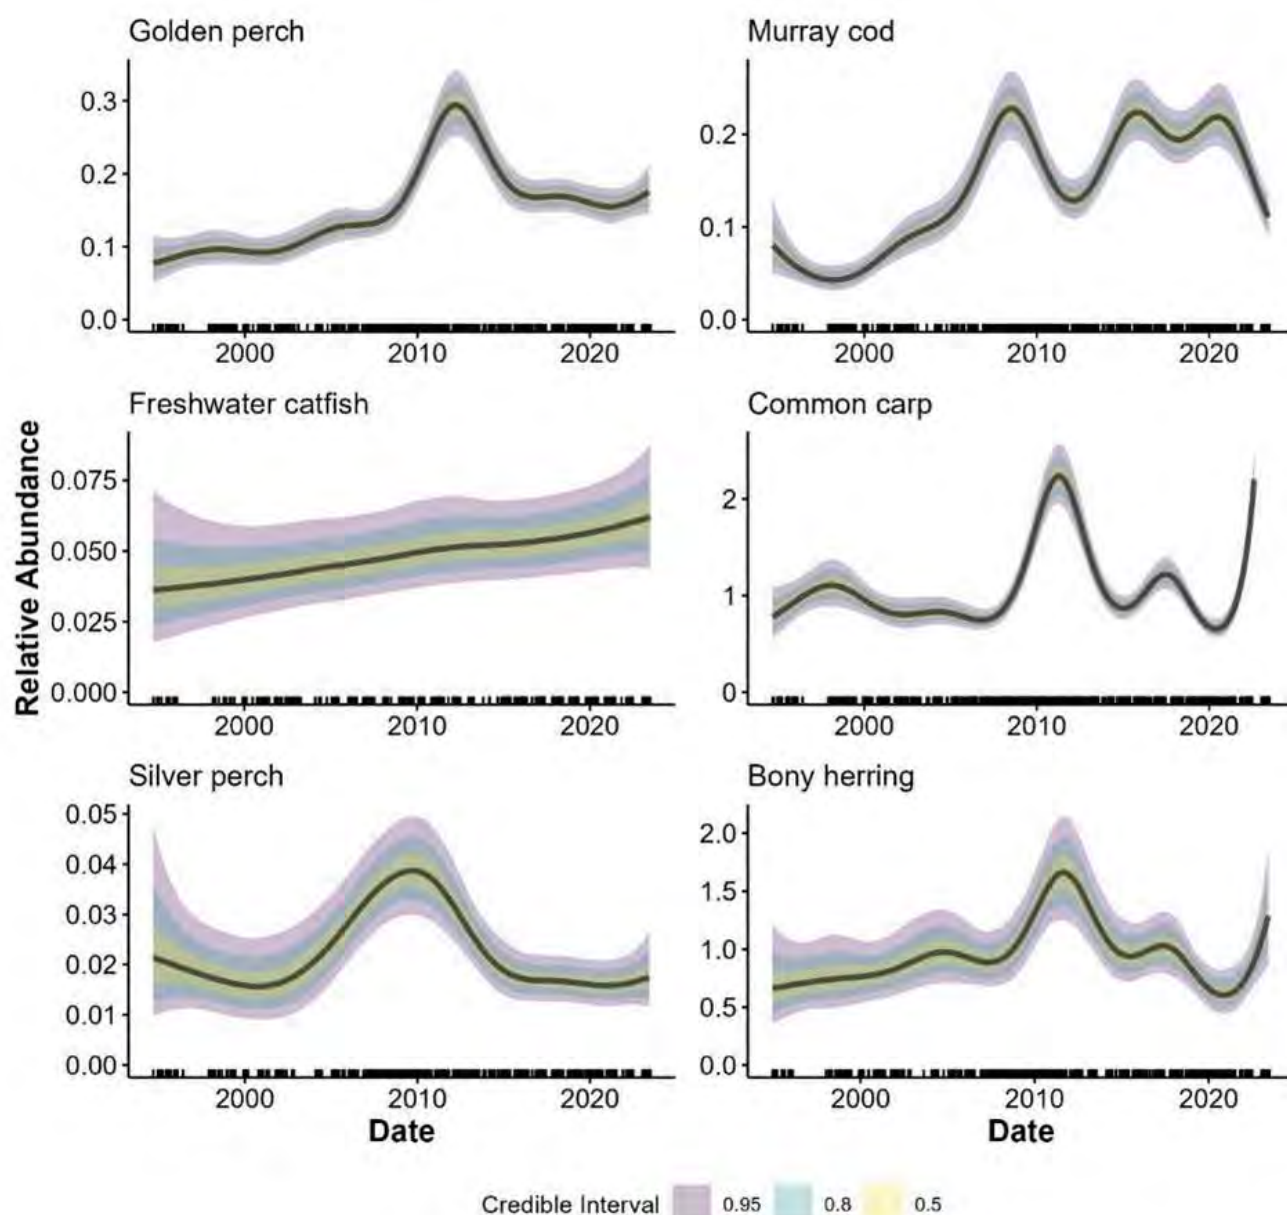 Golden perch
Murray cod
0.3
0.2
0.1
0.0
2000 2010 2020
0.2
0.1
0.0
2000 2010 2020
Freshwater catfish
Common carp
Relative Abundance
0.075
0.050
0.025
0.000
2000 2010 2020
2
1
0
2000 2010 2020
Silver perch
Bony herring
0.05
0.04
0.03
0.02
0.01
0.00
2000 2010 2020
Date
2.0
1.5
1.0
0.5
0.0
2000 2010 2020
Date
Credible Interval 0.95 0.8 0.5